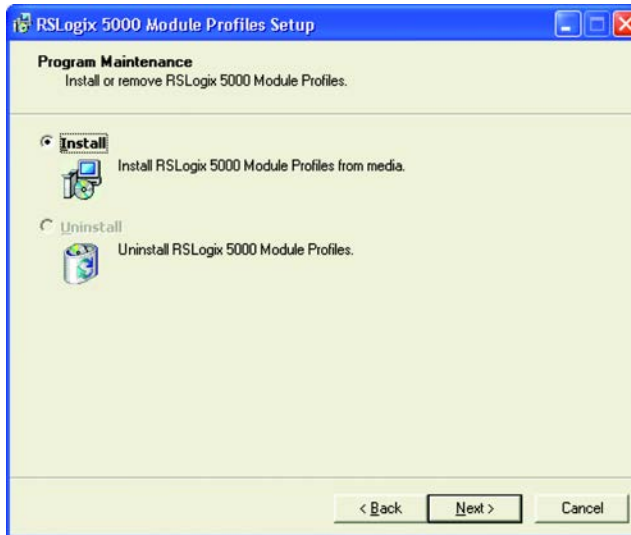 RSLogix 5000 Module Profiles Setup
Program Maintenance
Install or remove RSLogix 5000 Module Profiles.
Install
Install RSLogix 5000 Module Profiles from media.
Uninstall
Uninstall RSLogix 5000 Module Profiles.
< Back
Next >
Cancel